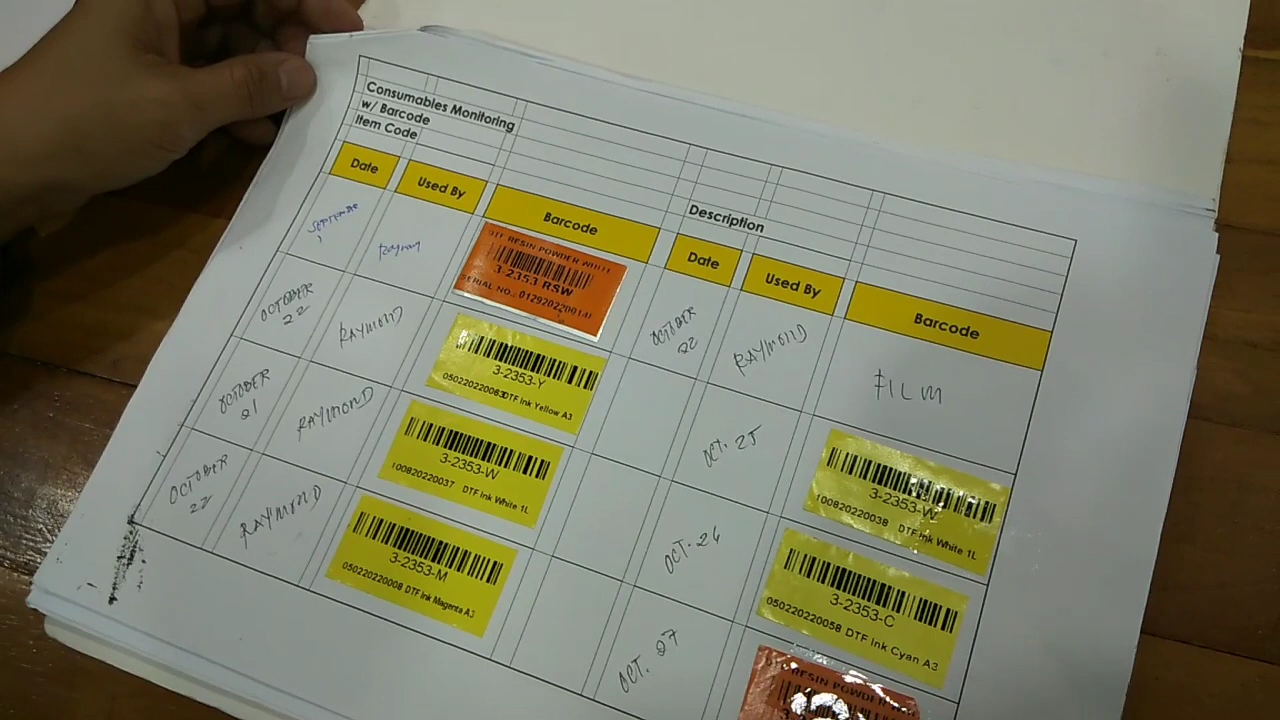 Consumables Monitoring
w/ Barcode
Item Code
Description
Date Used By Barcode
SEPTEMBER
Raymond
DTF RESIN POWDER WHITE
3-2353 RSW
SERIAL NO.: 0129202200141
OCTOBER
22
RAYMOND
3-2353-Y
050220220083DTF Ink Yellow A3
OCTOBER
21
RAYMOND
3-2353-W
100820220037 DTF Ink White 1L
OCTOBER
22
RAYMOND
3-2353-M
050220220008 DTF Ink Magenta A3
Date Used By Barcode
OCTOBER
22
RAYMOND
FILM
OCT. 25
3-2353-W
100820220038 DTF Ink White 1L
OCT. 26
3-2353-C
050220220058 DTF Ink Cyan A3
OCT. 27
RESIN POWDER